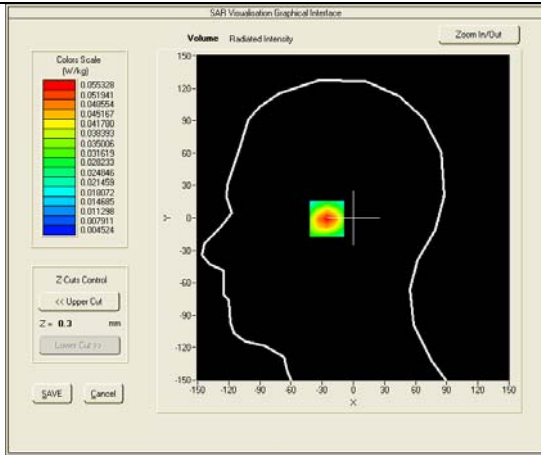 SAR Visualisation Graphical Interface
Volume Radiated Intensity
Zoom In/Out
Colors Scale
(W/kg)
0.055328
0.051941
0.048554
0.045167
0.041780
0.038393
0.035006
0.031619
0.028233
0.024846
0.021459
0.018072
0.014685
0.011298
0.007911
0.004524
Z Cuts Control
<< Upper Cut
Z = 0.3 mm
Lower Cut >>
SAVE Cancel
150
120
90
60
30
0
-30
-60
-90
-120
-150
Y
-150 -120 -90 -60 -30 0 30 60 90 120 150
X